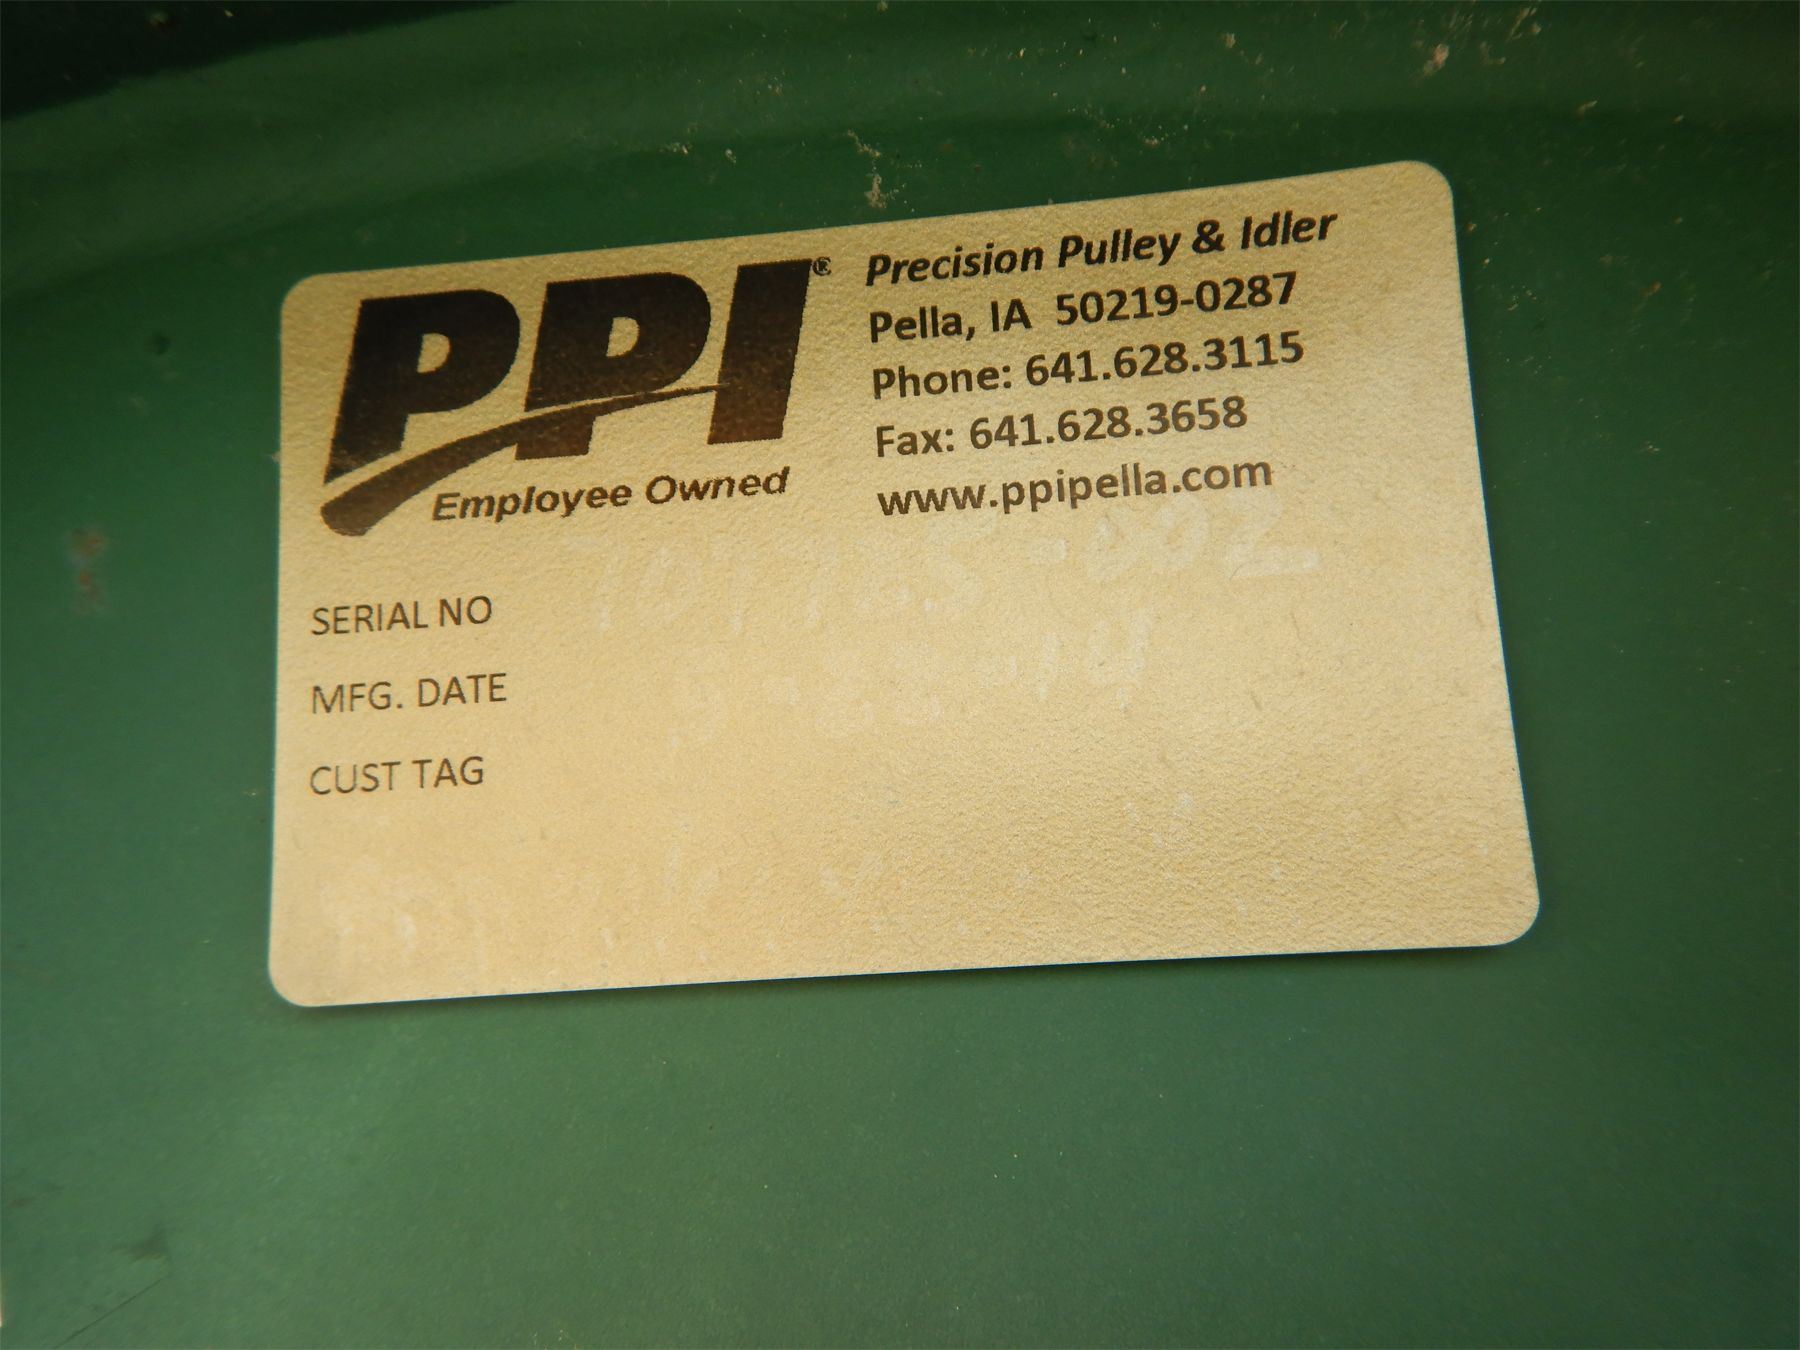 PPI®
Employee Owned
Precision Pulley & Idler
Pella, IA 50219-0287
Phone: 641.628.3115
Fax: 641.628.3658
www.ppipella.com
SERIAL NO
MFG. DATE
CUST TAG